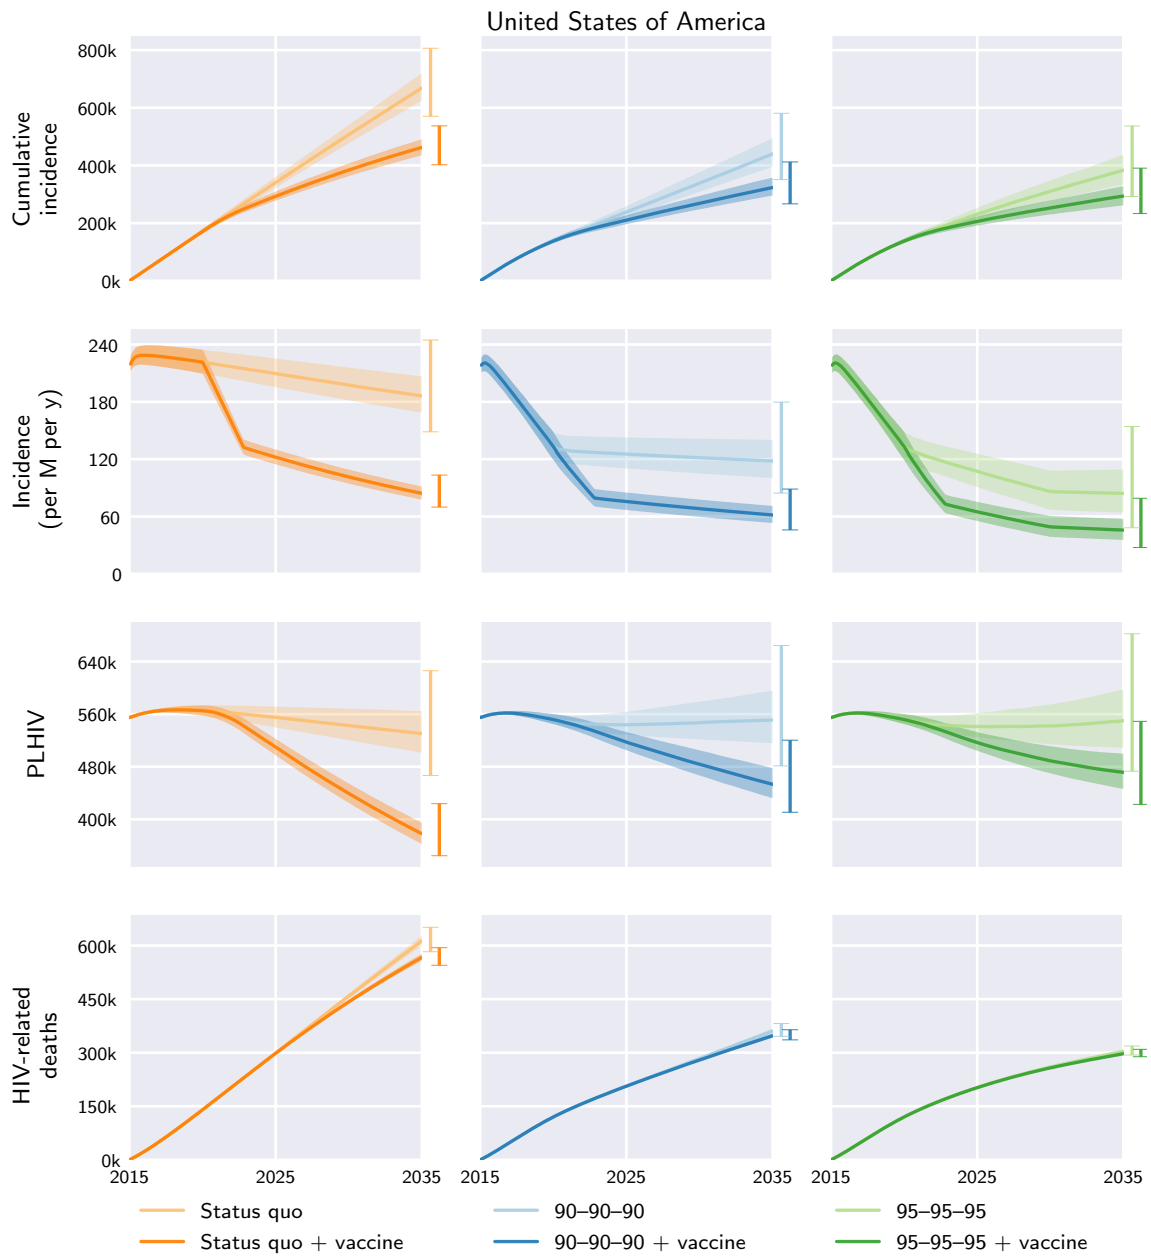 United States of America
Cumulative
incidence
800k
600k
400k
200k
0k
Incidence
(per M per y)
240
180
120
60
0
PLHIV
640k
560k
480k
400k
HIV-related
deaths
600k
450k
300k
150k
0k
2015 2025 2035 2015 2025 2035 2015 2025 2035
Status quo 90–90–90 95–95–95
Status quo + vaccine 90–90–90 + vaccine 95–95–95 + vaccine